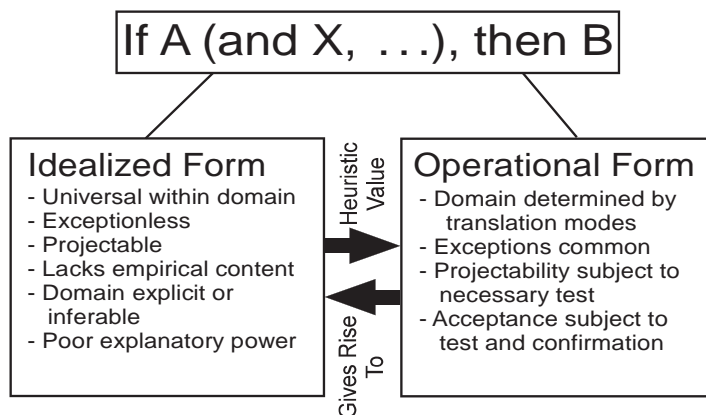 If A (and X, ...), then B
Idealized Form
- Universal within domain
- Exceptionless
- Projectable
- Lacks empirical content
- Domain explicit or
inferable
- Poor explanatory power
Heuristic
Value
Gives Rise
To
Operational Form
- Domain determined by
translation modes
- Exceptions common
- Projectability subject to
necessary test
- Acceptance subject to
test and confirmation